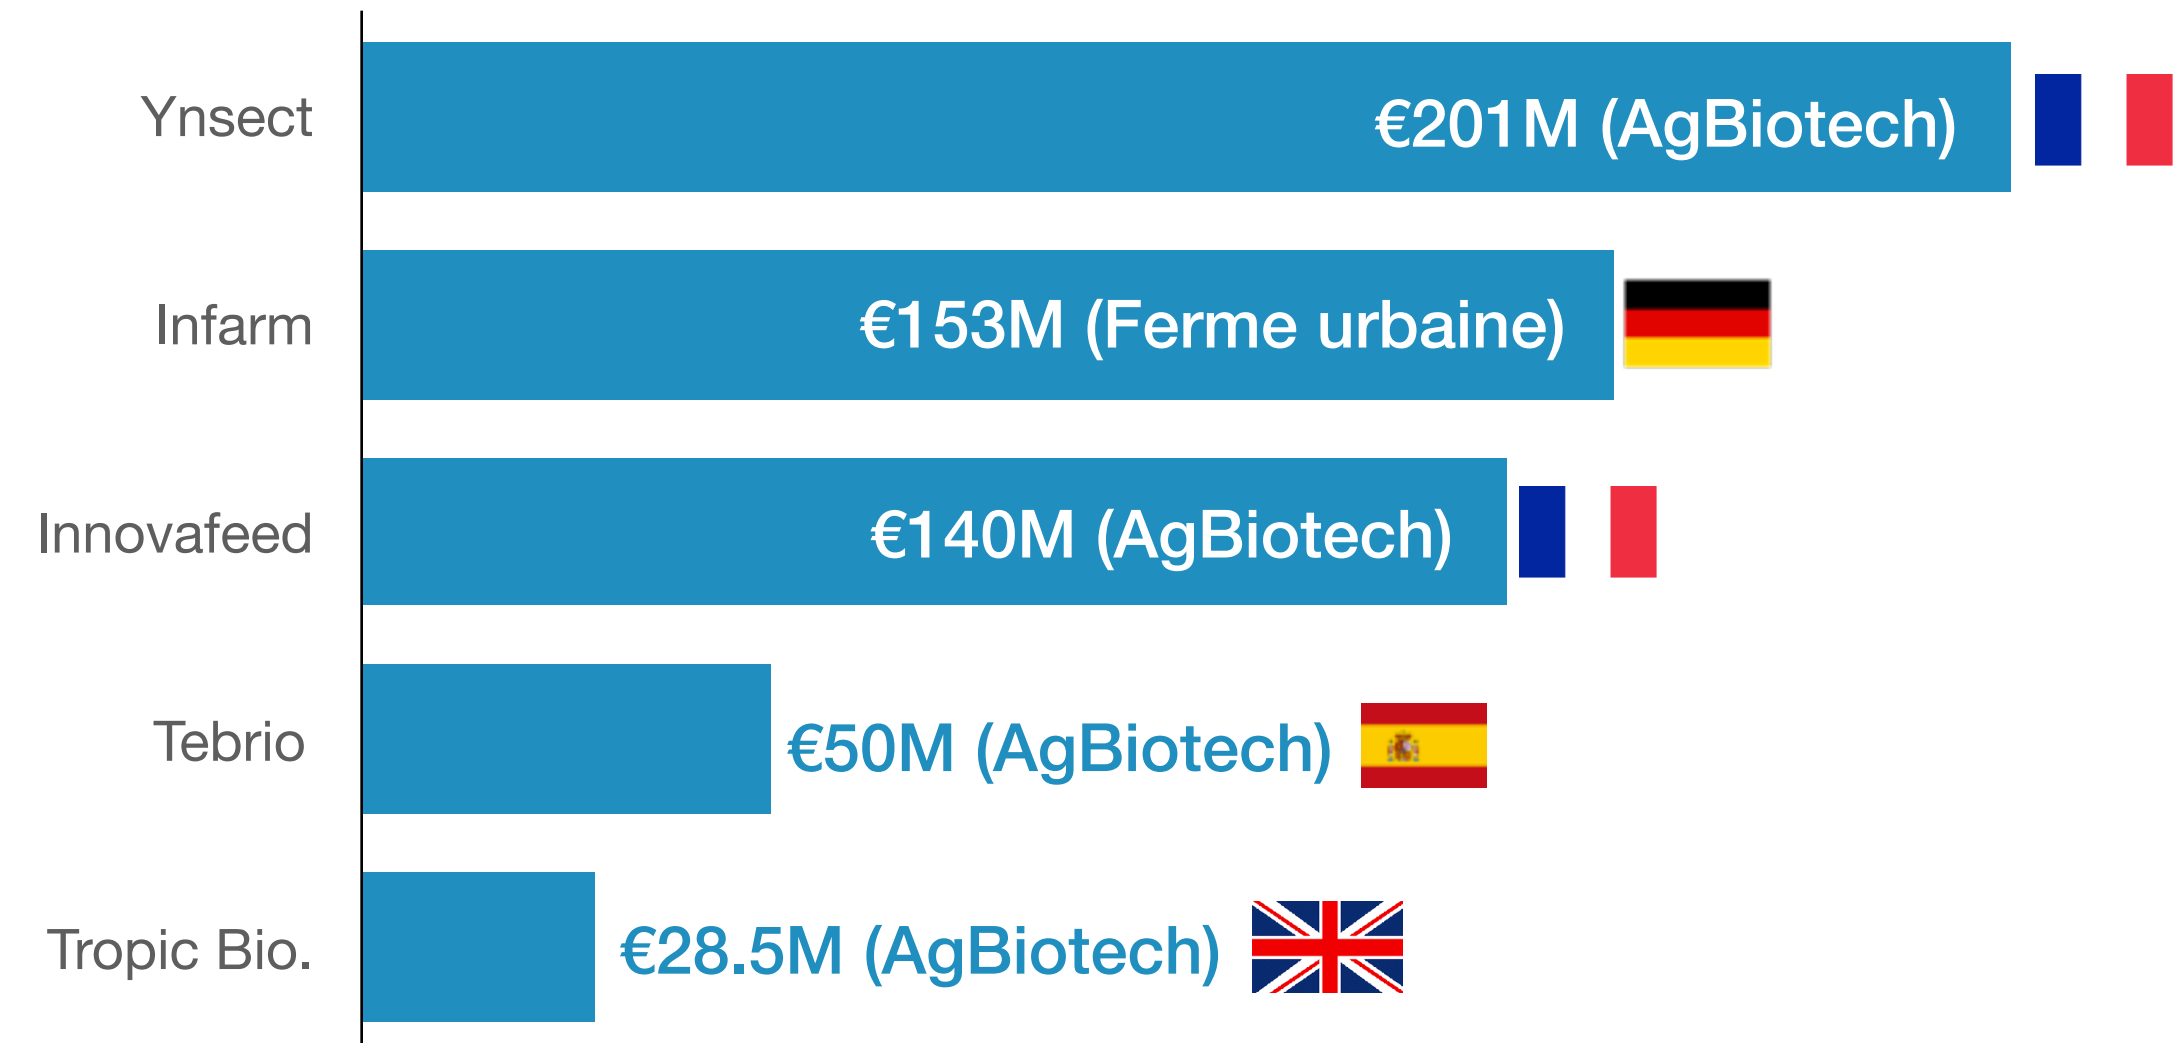 Ynsect
€201M (AgBiotech)
Infarm
€153M (Ferme urbaine)
Innovafeed
€140M (AgBiotech)
Tebrio
€50M (AgBiotech)
Tropic Bio.
€28.5M (AgBiotech)